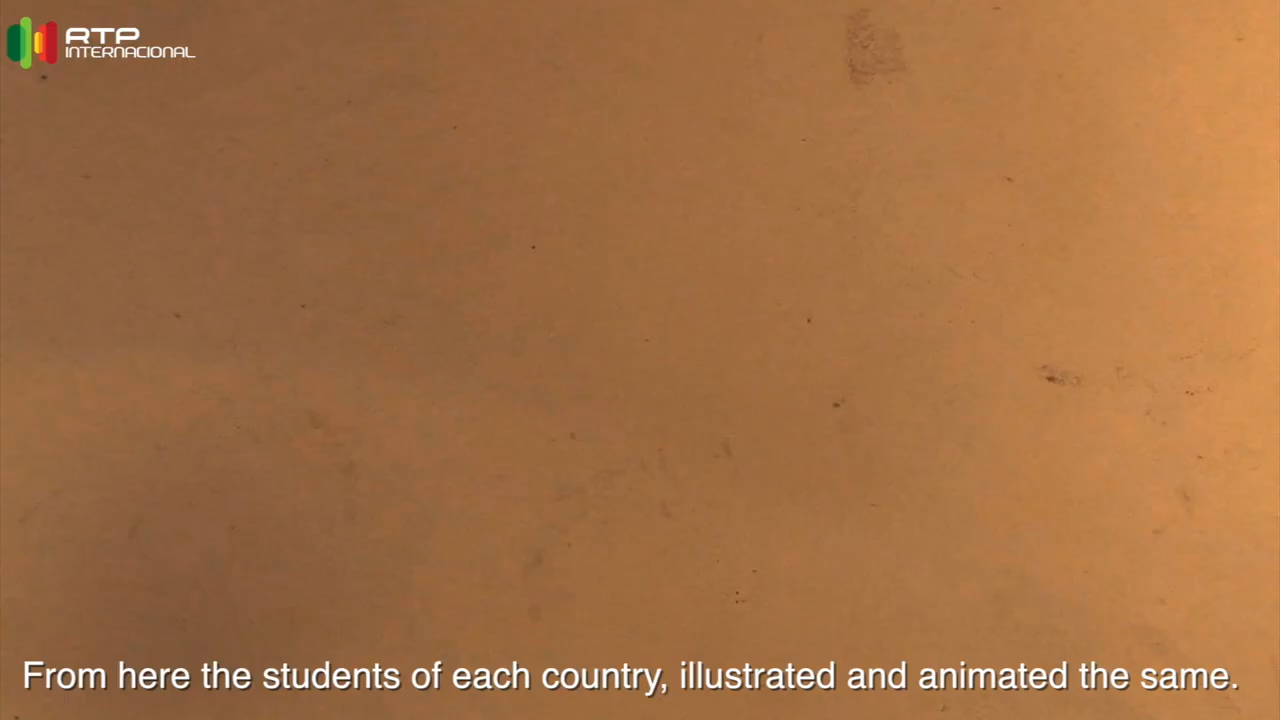 RTP
INTERNACIONAL
From here the students of each country, illustrated and animated the same.